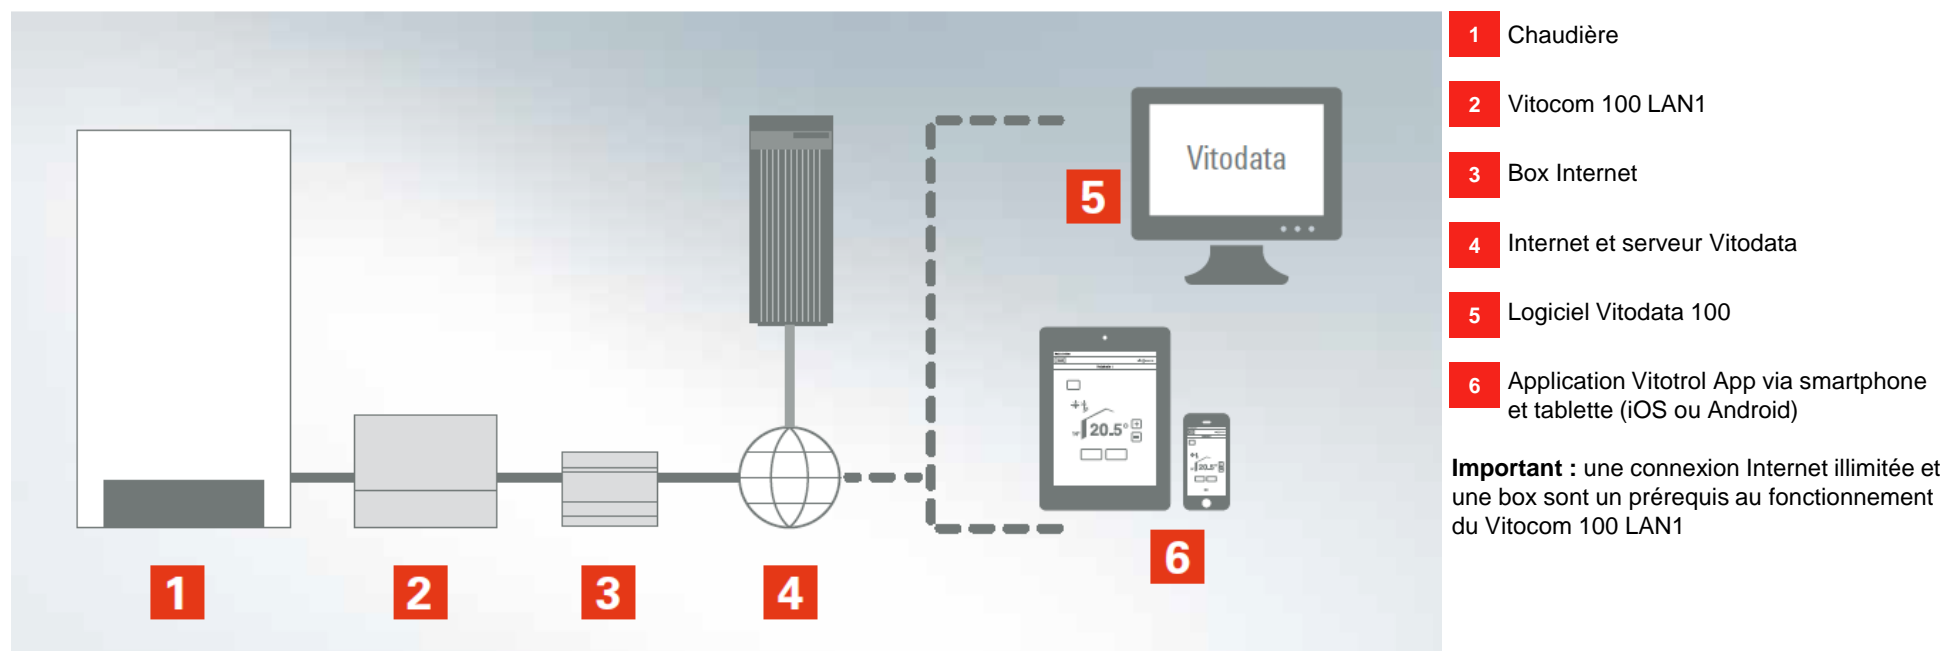 Vitodata
5
20.5°
20.5°
6
1
2
3
4
1 Chaudière
2 Vitocom 100 LAN1
3 Box Internet
4 Internet et serveur Vitodata
5 Logiciel Vitodata 100
6 Application Vitotrol App via smartphone
et tablette (iOS ou Android)
Important : une connexion Internet illimitée et
une box sont un prérequis au fonctionnement
du Vitocom 100 LAN1